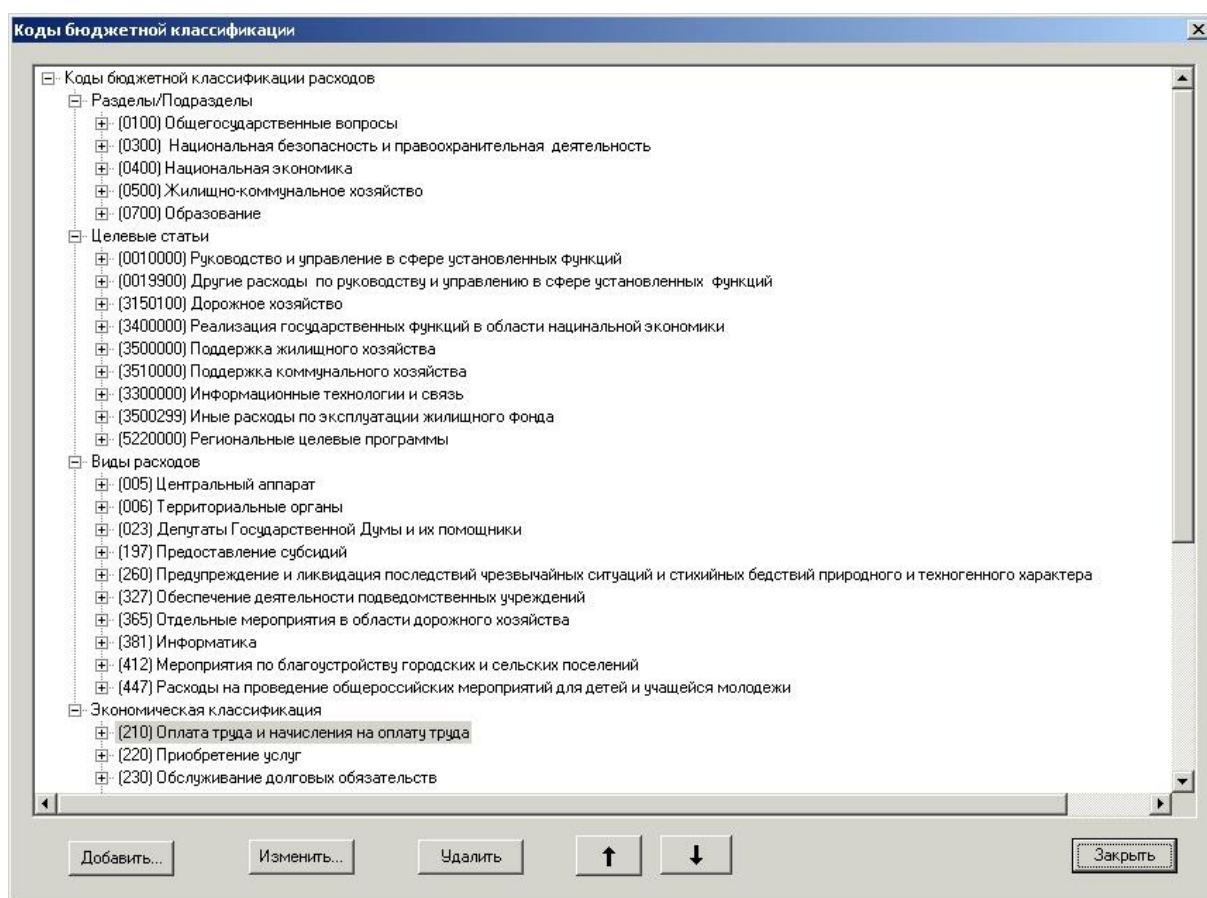 Коды бюджетной классификации
Коды бюджетной классификации расходов
Разделы/Подразделы
(0100) Общегосударственные вопросы
(0300) Национальная безопасность и правоохранительная деятельность
(0400) Национальная экономика
(0500) Жилищно-коммунальное хозяйство
(0700) Образование
Целевые статьи
(0010000) Руководство и управление в сфере установленных функций
(0019900) Другие расходы по руководству и управлению в сфере установленных функций
(3150100) Дорожное хозяйство
(3400000) Реализация государственных функций в области нацинальной экономики
(3500000) Поддержка жилищного хозяйства
(3510000) Поддержка коммунального хозяйства
(3300000) Информационные технологии и связь
(3500299) Иные расходы по эксплуатации жилищного фонда
(5220000) Региональные целевые программы
Виды расходов
(005) Центральный аппарат
(006) Территориальные органы
(023) Депутаты Государственной Думы и их помощники
(197) Предоставление субсидий
(260) Предупреждение и ликвидация последствий чрезвычайных ситуаций и стихийных бедствий природного и техногенного характера
(327) Обеспечение деятельности подведомственных учреждений
(365) Отдельные мероприятия в области дорожного хозяйства
(381) Информатика
(412) Мероприятия по благоустройству городских и сельских поселений
(447) Расходы на проведение общероссийских мероприятий для детей и учащейся молодежи
Экономическая классификация
(210) Оплата труда и начисления на оплату труда
(220) Приобретение услуг
(230) Обслуживание долговых обязательств
Добавить... Изменить... Удалить Закрыть